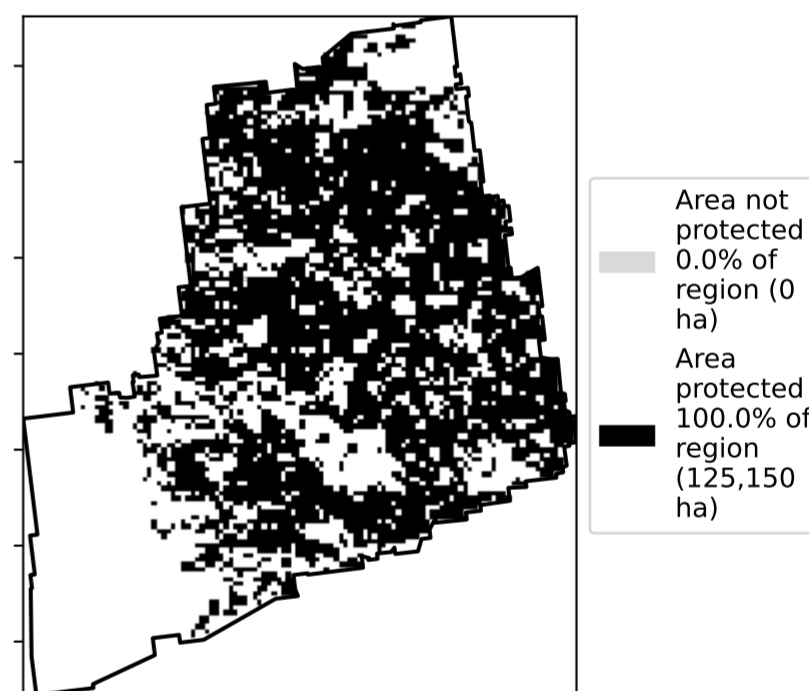 Area not
protected
0.0% of
region (0
ha)
Area
protected
100.0% of
region
(125,150
ha)